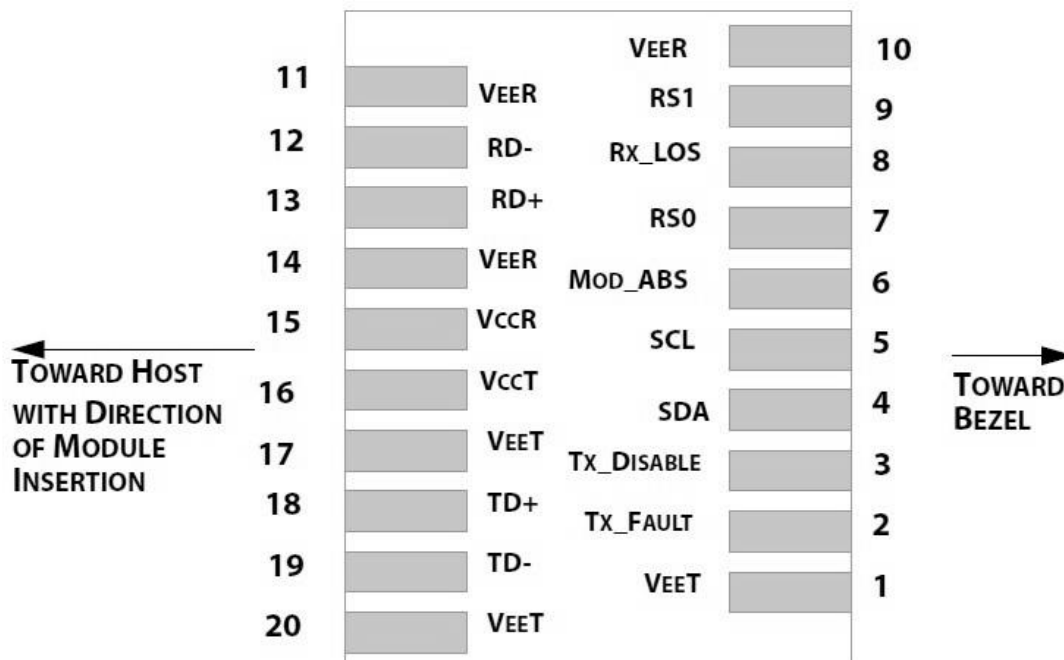 VEER 10
11 VEER
RS1 9
12 RD-
RX_LOS 8
13 RD+
RS0 7
14 VEER
MOD_ABS 6
15 VCCR
SCL 5
TOWARD HOST
WITH DIRECTION
OF MODULE
INSERTION
TOWARD
BEZEL
16 VCCT
SDA 4
17 VEET
TX_DISABLE 3
18 TD+
TX_FAULT 2
19 TD-
VEET 1
20 VEET